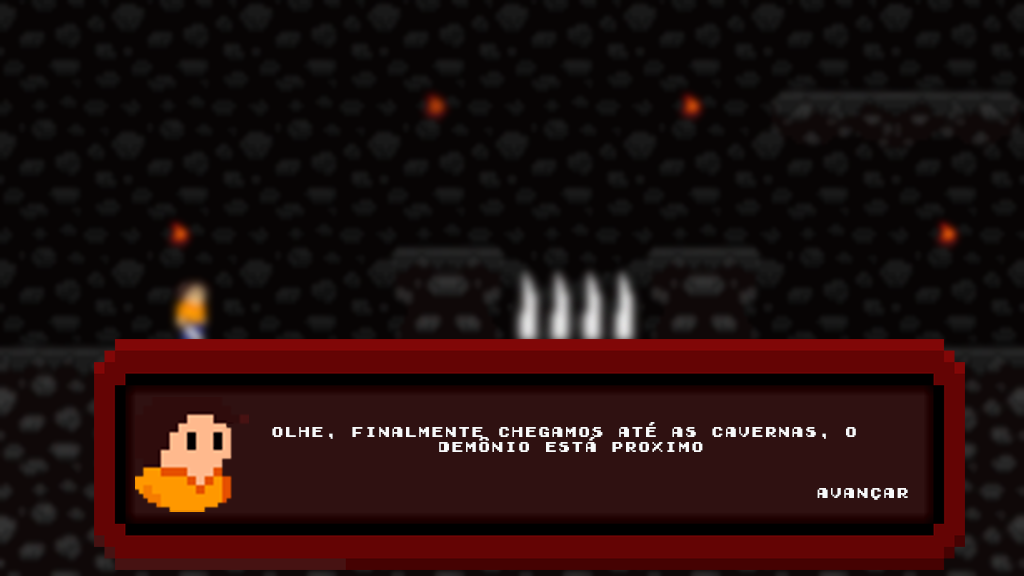 OLHE, FINALMENTE CHEGAMOS ATÉ AS CAVERNAS, O
DEMÔNIO ESTÁ PROXIMO
AVANÇAR